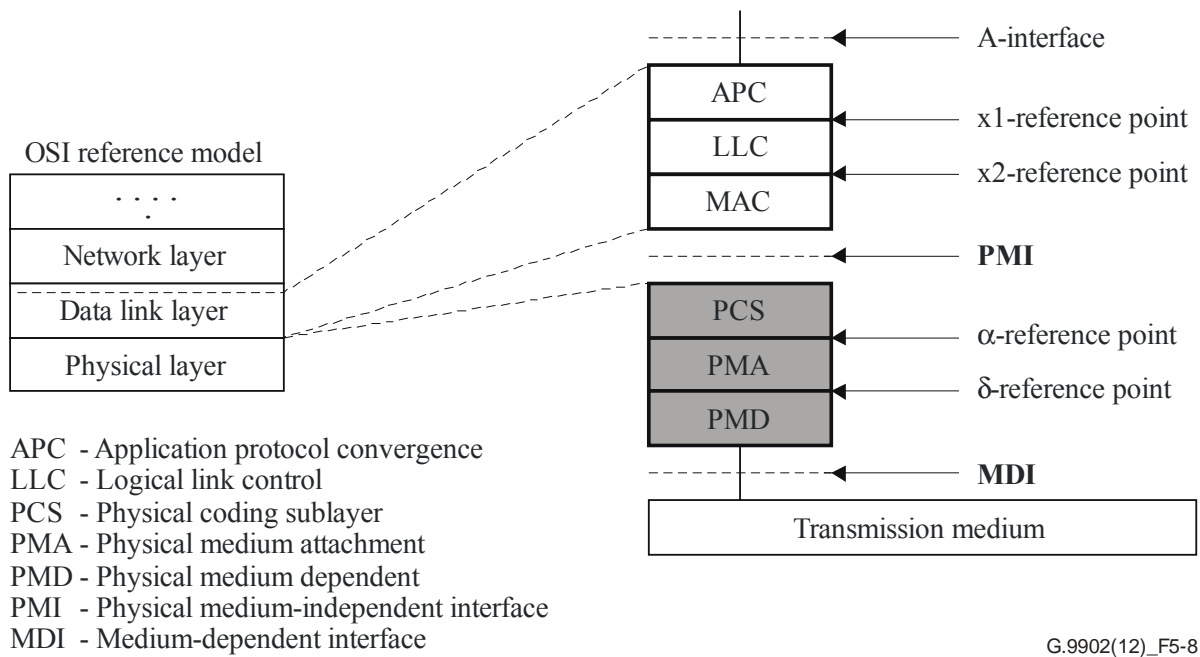 A-interface
APC
x1-reference point
LLC
x2-reference point
MAC
OSI reference model
. . . .
.
Network layer
Data link layer
Physical layer
PMI
PCS
α-reference point
PMA
δ-reference point
PMD
MDI
Transmission medium
APC - Application protocol convergence
LLC - Logical link control
PCS - Physical coding sublayer
PMA - Physical medium attachment
PMD - Physical medium dependent
PMI - Physical medium-independent interface
MDI - Medium-dependent interface
G.9902(12)_F5-8